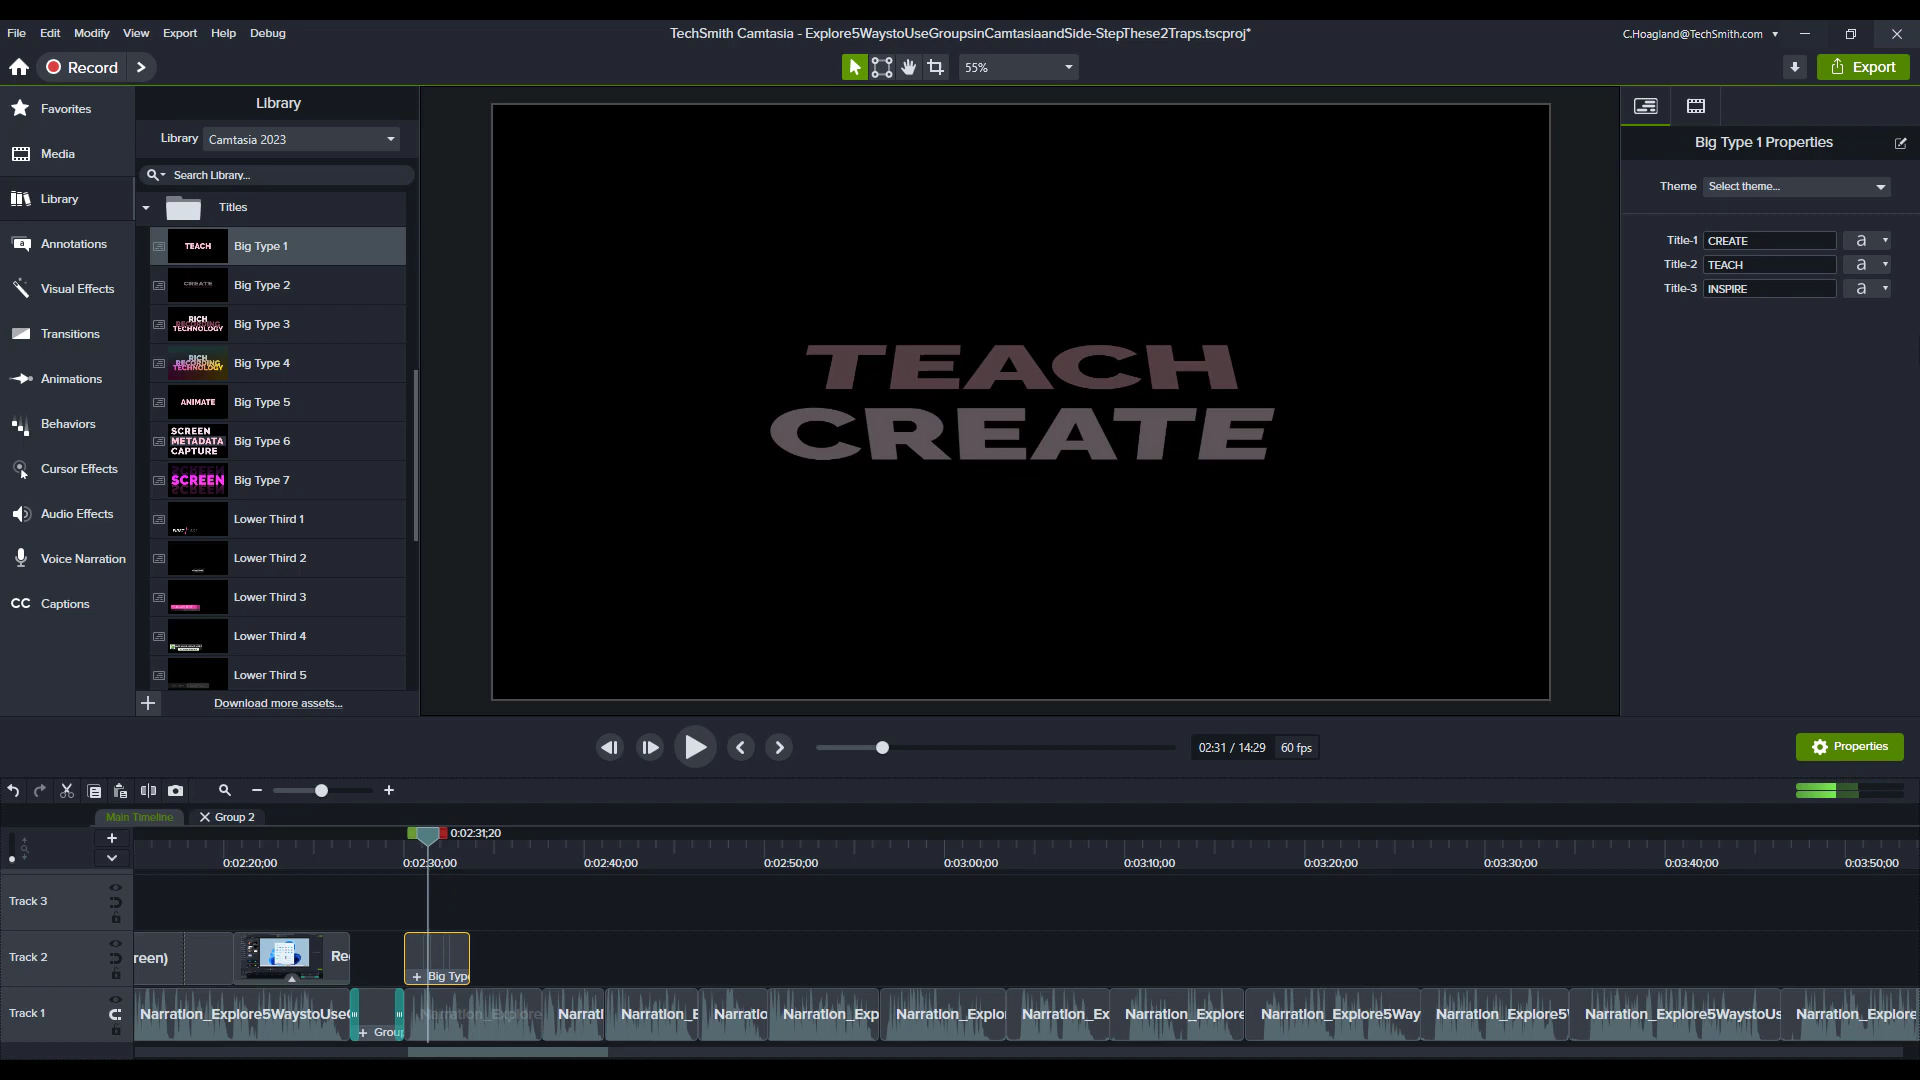 File Edit Modify View Export Help Debug
TechSmith Camtasia - Explore5WaystoUseGroupsinCamtasiaandSide-StepThese2Traps.tscproj*
C.Hoagland@TechSmith.com
Record
55%
Export
Favorites
Media
Library
Annotations
Visual Effects
Transitions
Animations
Behaviors
Cursor Effects
Audio Effects
Voice Narration
CC Captions
Library
Library Camtasia 2023
Search Library...
Titles
TEACH Big Type 1
CREATE Big Type 2
RICH RECORDING TECHNOLOGY Big Type 3
RICH RECORDING TECHNOLOGY Big Type 4
ANIMATE Big Type 5
SCREEN METADATA CAPTURE Big Type 6
SCREEN Big Type 7
Lower Third 1
Lower Third 2
Lower Third 3
Lower Third 4
Lower Third 5
Download more assets...
TEACH
CREATE
Big Type 1 Properties
Theme Select theme...
Title-1 CREATE a
Title-2 TEACH a
Title-3 INSPIRE a
02:31 / 14:29 60 fps
Properties
Main Timeline Group 2
0:02:31;20
0:02:20;00 0:02:30;00 0:02:40;00 0:02:50;00 0:03:00;00 0:03:10;00 0:03:20;00 0:03:30;00 0:03:40;00 0:03:50;00
Track 3
Track 2 reen) Re Big Type
Track 1 Narration_Explore5WaystoUseG Group Narration_Explore Narrati Narration_E Narratio Narration_Exp Narration_Explo Narration_Ex Narration_Explore Narration_Explore5Way Narration_Explore5 Narration_Explore5WaystoUs Narration_Explore